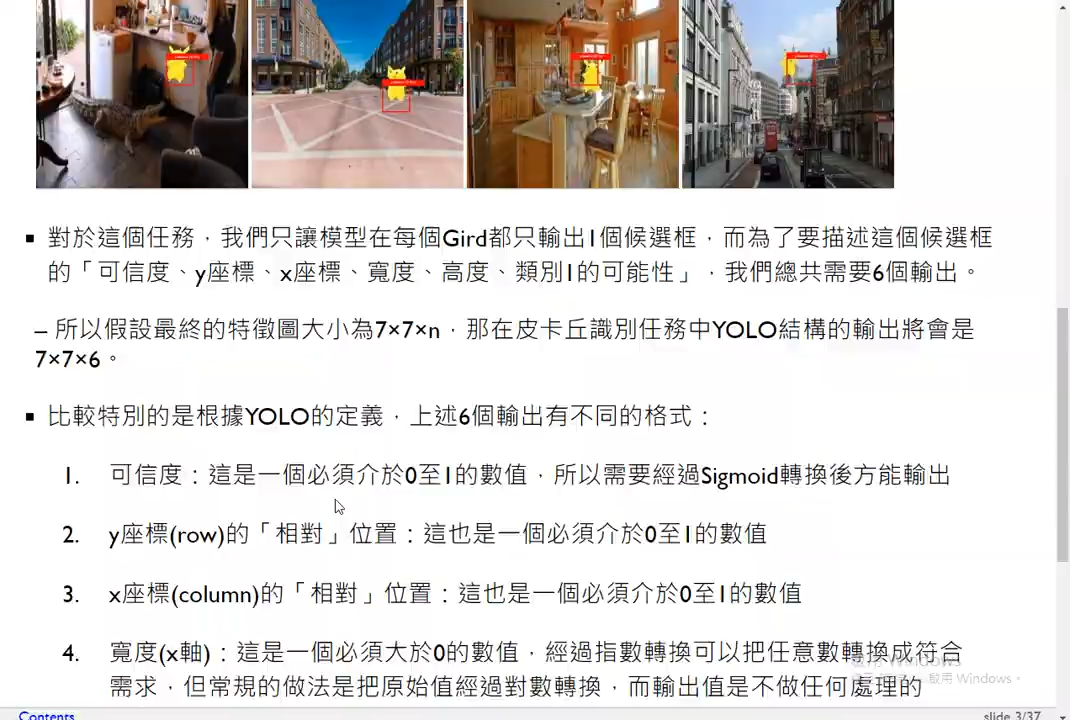 ▪ 對於這個任務，我們只讓模型在每個Gird都只輸出1個候選框，而為了要描述這個候選框
的「可信度、y座標、x座標、寬度、高度、類別1的可能性」，我們總共需要6個輸出。
– 所以假設最終的特徵圖大小為7×7×n，那在皮卡丘識別任務中YOLO結構的輸出將會是
7×7×6。
▪ 比較特別的是根據YOLO的定義，上述6個輸出有不同的格式：
1. 可信度：這是一個必須介於0至1的數值，所以需要經過Sigmoid轉換後方能輸出
2. y座標(row)的「相對」位置：這也是一個必須介於0至1的數值
3. x座標(column)的「相對」位置：這也是一個必須介於0至1的數值
4. 寬度(x軸)：這是一個必須大於0的數值，經過指數轉換可以把任意數轉換成符合
需求，但常規的做法是把原始值經過對數轉換，而輸出值是不做任何處理的
啟用 Windows
啟用 Windows。
Contents
slide 3/37